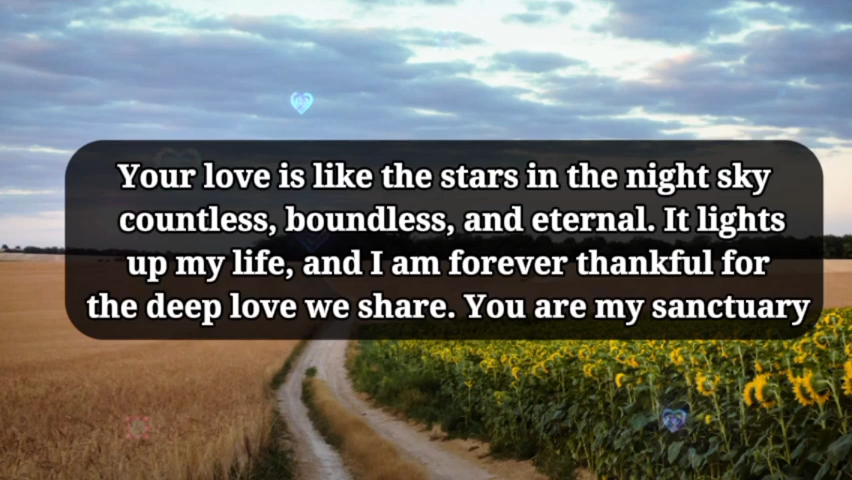 Your love is like the stars in the night sky
countless, boundless, and eternal. It lights
up my life, and I am forever thankful for
the deep love we share. You are my sanctuary